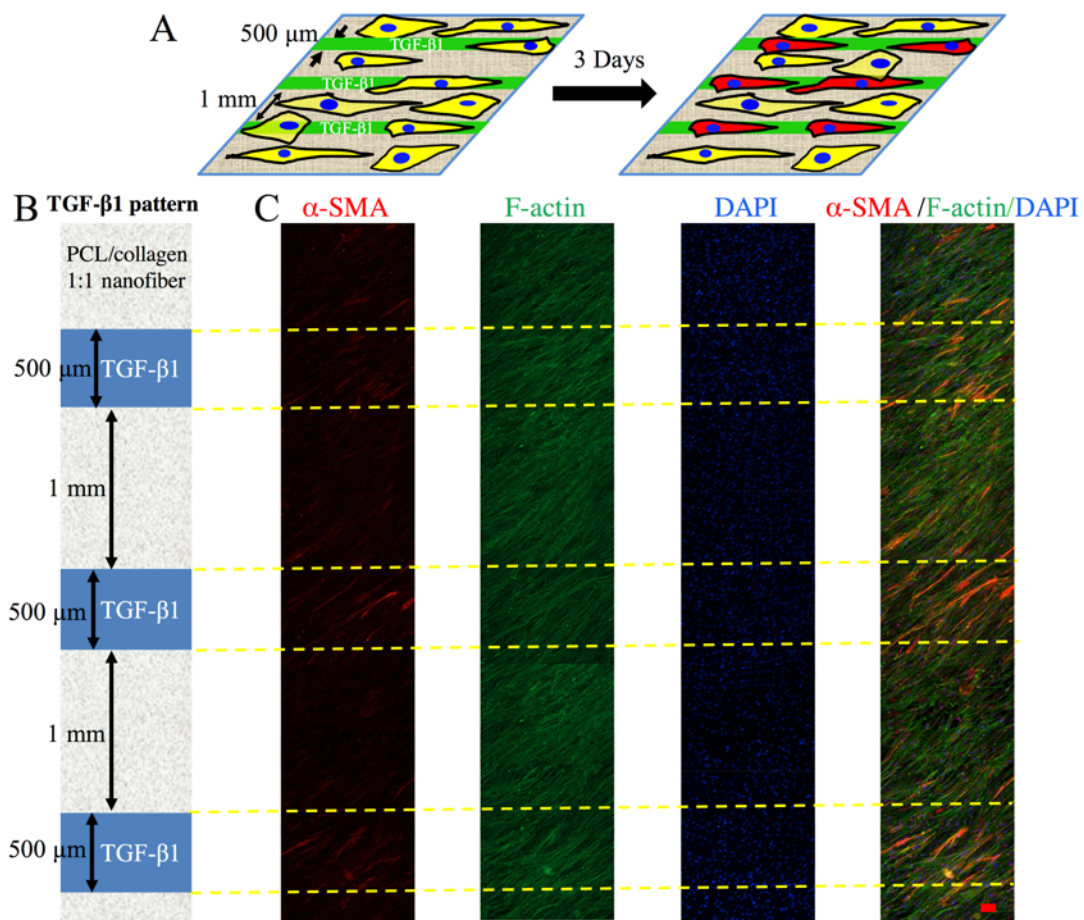 A
500 μm
TGF-β1
TGF-β1
1 mm
TGF-β1
3 Days
B
TGF-β1 pattern
C
α-SMA
F-actin
DAPI
α-SMA /F-actin/DAPI
PCL/collagen
1:1 nanofiber
500 μm
TGF-β1
1 mm
500 μm
TGF-β1
1 mm
500 μm
TGF-β1